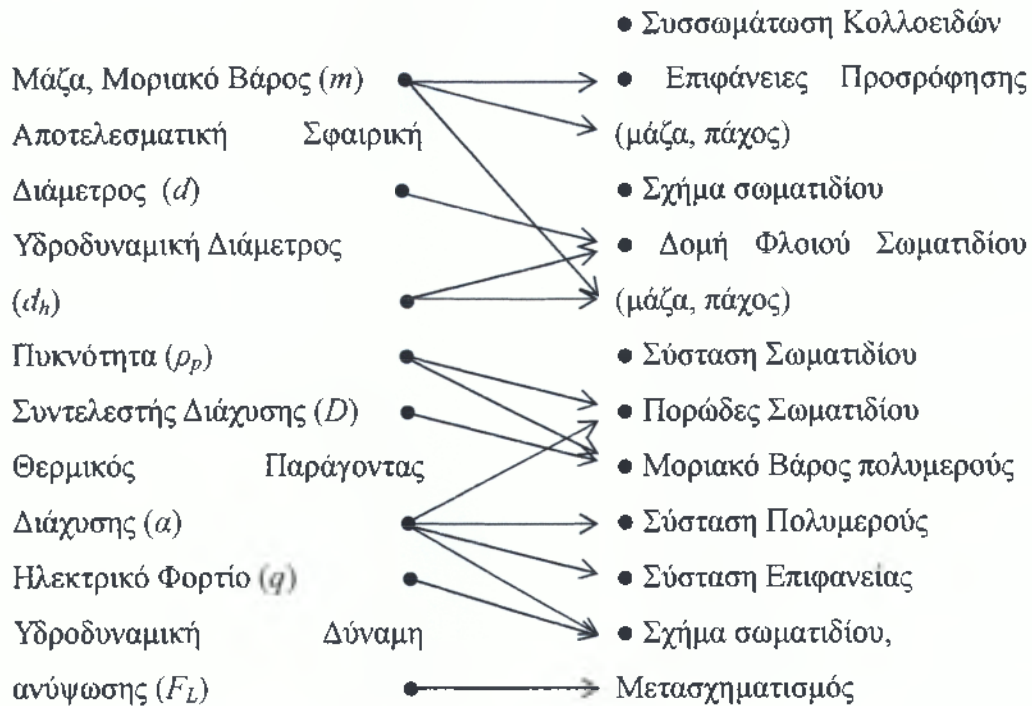 ● Συσσωμάτωση Κολλοειδών
Μάζα, Μοριακό Βάρος (m)
● Επιφάνειες Προσρόφησης
Αποτελεσματική Σφαιρική
(μάζα, πάχος)
Διάμετρος (d)
● Σχήμα σωματιδίου
Υδροδυναμική Διάμετρος
● Δομή Φλοιού Σωματιδίου
(dₕ)
(μάζα, πάχος)
Πυκνότητα (ρₚ)
● Σύσταση Σωματιδίου
Συντελεστής Διάχυσης (D)
● Πορώδες Σωματιδίου
Θερμικός Παράγοντας
● Μοριακό Βάρος πολυμερούς
Διάχυσης (α)
● Σύσταση Πολυμερούς
Ηλεκτρικό Φορτίο (q)
● Σύσταση Επιφανείας
Υδροδυναμική Δύναμη
● Σχήμα σωματιδίου,
ανύψωσης (F_L)
Μετασχηματισμός